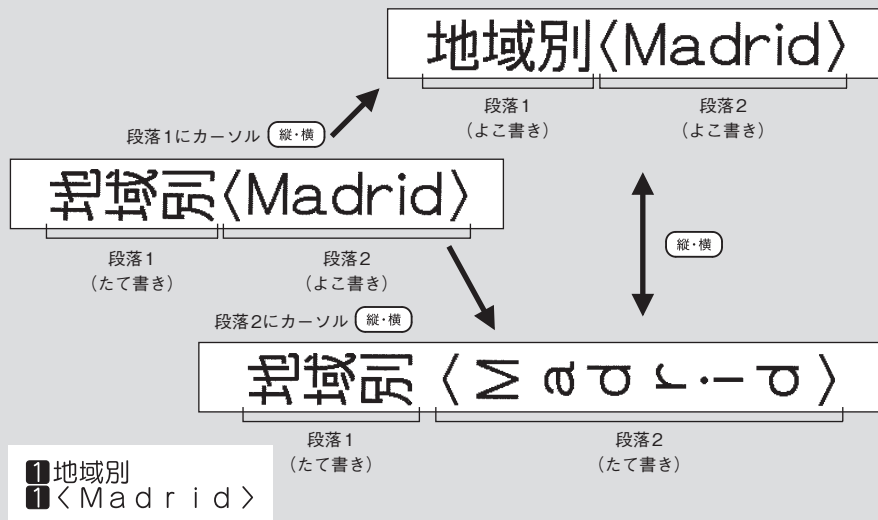 地域別〈Madrid〉
段落1
(よこ書き)
段落2
(よこ書き)
段落1にカーソル 縦・横
地域別〈Madrid〉
段落1
(たて書き)
段落2
(よこ書き)
縦・横
段落2にカーソル 縦・横
地域別〈Madrid〉
段落1
(たて書き)
段落2
(たて書き)
1地域別
1〈Madrid〉